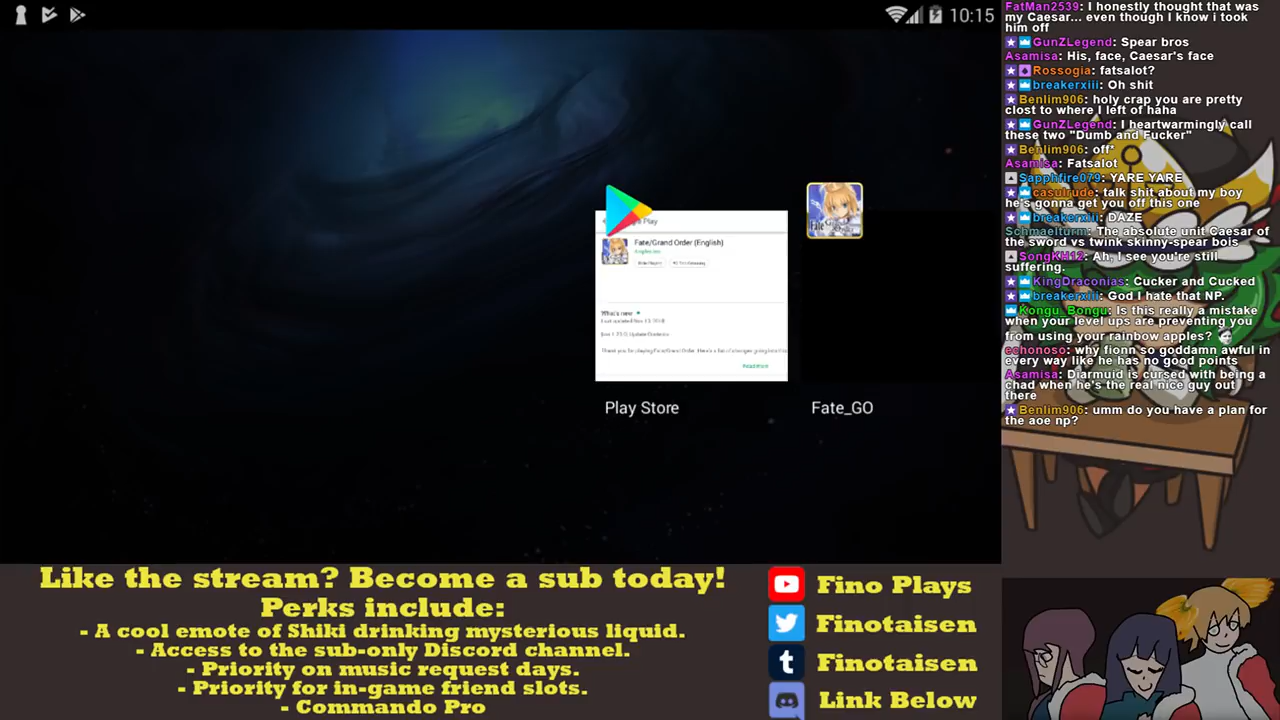 10:15
Play
Fate/Grand Order (English)
What's new
Read More
Play Store
Fate_GO
FatMan2539: I honestly thought that was
my Caesar... even though I know i took
him off
GunZLegend: Spear bros
Asamisa: His, face, Caesar's face
Rossogia: fatsalot?
breakerxiii: Oh shit
Benlim906: holy crap you are pretty
clost to where I left of haha
GunZLegend: I heartwarmingly call
these two "Dumb and Fucker"
Benlim906: off*
Asamisa: Fatsalot
Sapphfire079: YARE YARE
casulrude: talk shit about my boy
he's gonna get you off this one
breakerxiii: DAZE
Schmaelturm: The absolute unit Caesar of
the sword vs twink skinny-spear bois
SongKH12: Ah, I see you're still
suffering.
KingDraconias: Cucker and Cucked
breakerxiii: God I hate that NP.
Kongu_Bongu: Is this really a mistake
when your level ups are preventing you
from using your rainbow apples?
echonoso: why fionn so goddamn awful in
every way like he has no good points
Asamisa: Diarmuid is cursed with being a
chad when he's the real nice guy out
there
Benlim906: umm do you have a plan for
the aoe np?
Like the stream? Become a sub today!
Perks include:
- A cool emote of Shiki drinking mysterious liquid.
- Access to the sub-only Discord channel.
- Priority on music request days.
- Priority for in-game friend slots.
- Commando Pro
Fino Plays
Finotaisen
Finotaisen
Link Below